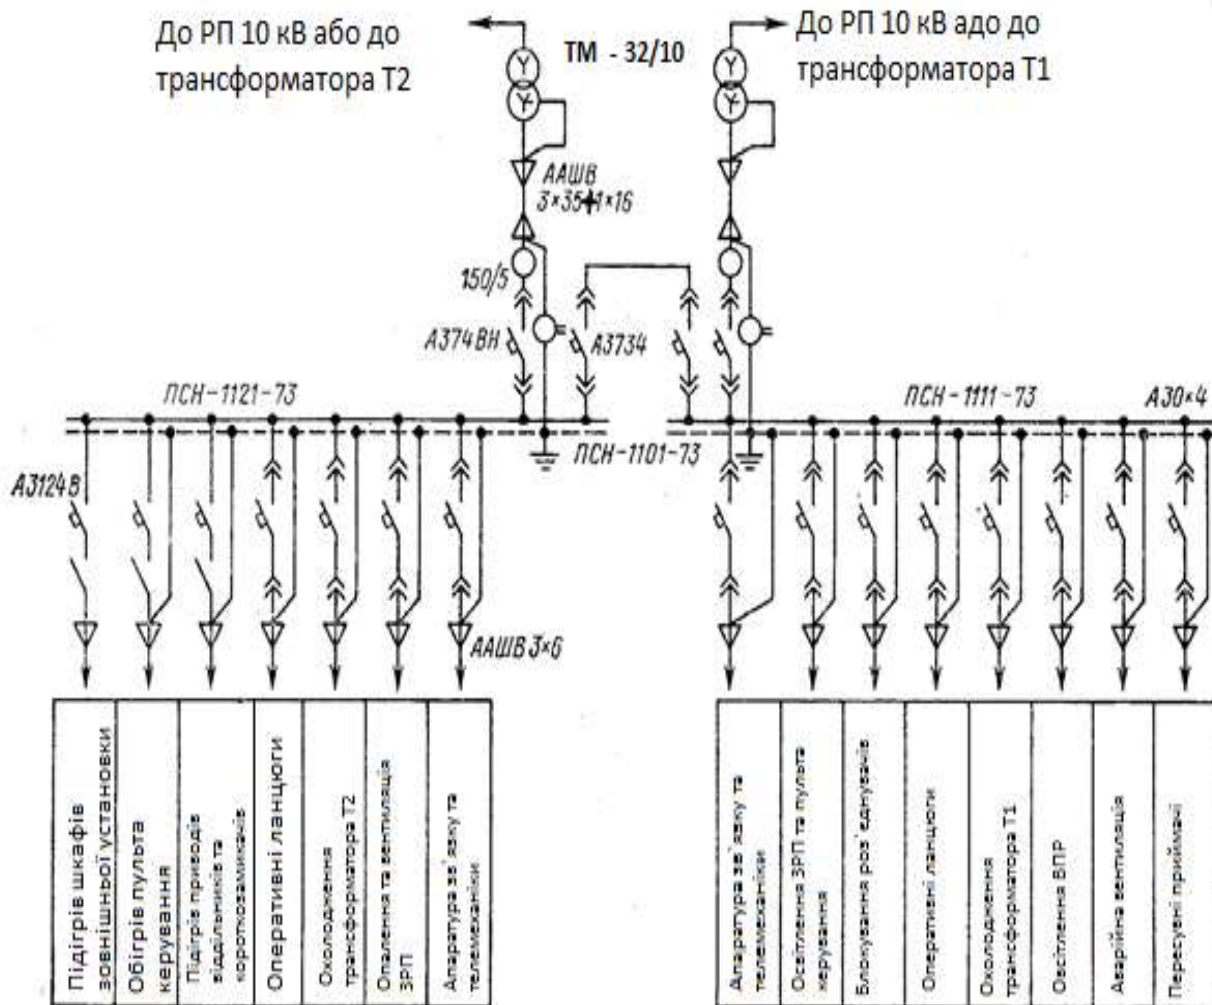 До РП 10 кВ або до
трансформатора Т2
ТМ - 32/10
До РП 10 кВ адо до
трансформатора Т1
ААШВ
3×35+1×16
150/5
А374ВН
А3734
ПСН-1121-73
ПСН-1111-73
А30×4
ПСН-1101-73
А3124В
ААШВ 3×6
Підігрів шкафів
зовнішньої установки
Обігрів пульта
керування
Підігрів приводів
віддільників та
короткозамикачів
Оперативні ланцюги
Охолодження
трансформатора Т2
Опалення та вентиляція
ЗРП
Апаратура зв`язку та
телемеханіки
Апаратура зв`язку та
телемеханіки
Освітлення ЗРП та пульта
керування
Блокування роз`єднувачів
Оперативні ланцюги
Охолодження
трансформатора Т1
Овсітлення ВПР
Аварійна вентиляція
Пересувні приймачі